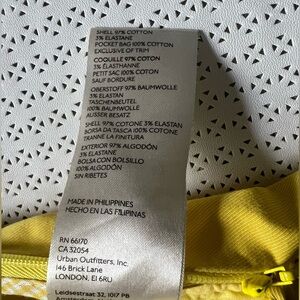 SHELL 97% COTTON
3% ELASTANE
POCKET BAG 100% COTTON
EXCLUSIVE OF TRIM
COQUILLE 97% COTON
3% ÉLASTHANNE
PETIT SAC 100% COTON
SAUF BORDURE
OBERSTOFF 97% BAUMWOLLE
3% ELASTAN
TASCHENBEUTEL
100% BAUMWOLLE
AUSSER BESATZ
SHELL 97% COTONE 3% ELASTAN
BORSA DA TASCA 100% COTONE
TRANNE LA FINITURA
EXTERIOR 97% ALGODÓN
3% ELASTANE
BOLSA CON BOLSILLO
100% ALGODÓN
SIN RIBETES
MADE IN PHILIPPINES
HECHO EN LAS FILIPINAS
RN 66170
CA 32054
Urban Outfitters, Inc.
146 Brick Lane
LONDON, E1 6RU
Leidsestraat 32, 1017 PB